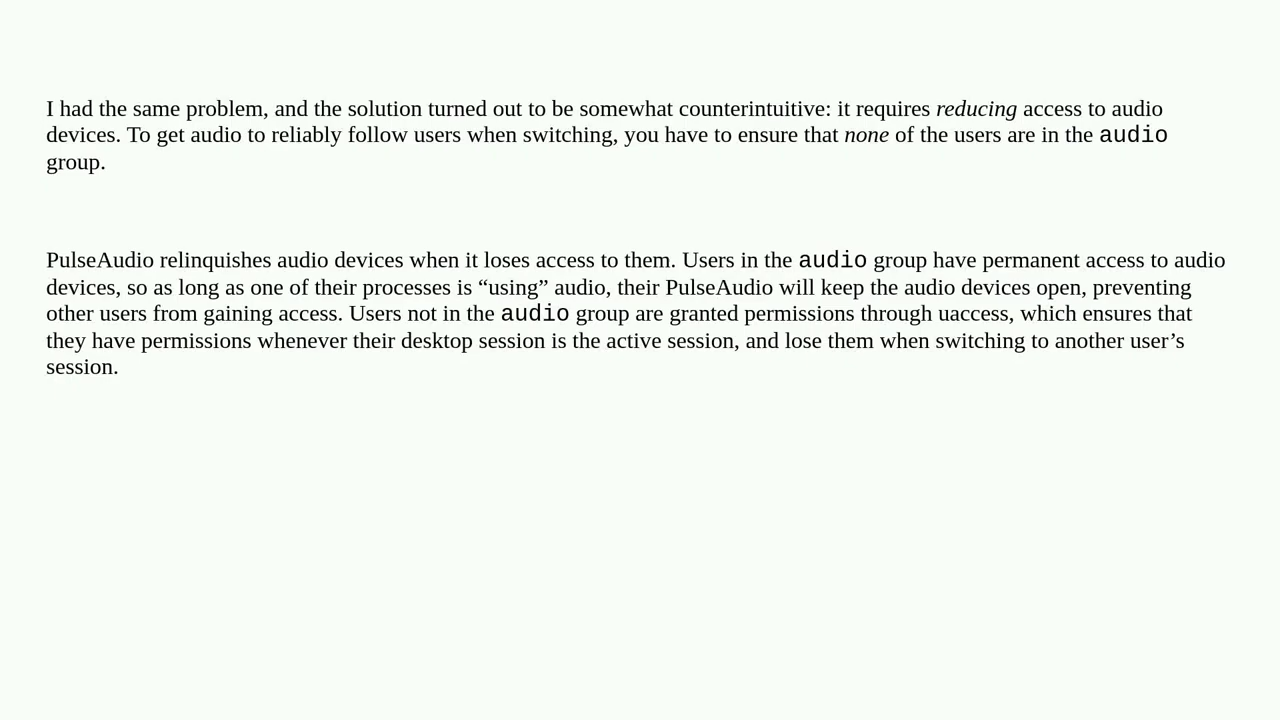 I had the same problem, and the solution turned out to be somewhat counterintuitive: it requires reducing access to audio
devices. To get audio to reliably follow users when switching, you have to ensure that none of the users are in the audio
group.
PulseAudio relinquishes audio devices when it loses access to them. Users in the audio group have permanent access to audio
devices, so as long as one of their processes is “using” audio, their PulseAudio will keep the audio devices open, preventing
other users from gaining access. Users not in the audio group are granted permissions through uaccess, which ensures that
they have permissions whenever their desktop session is the active session, and lose them when switching to another user’s
session.